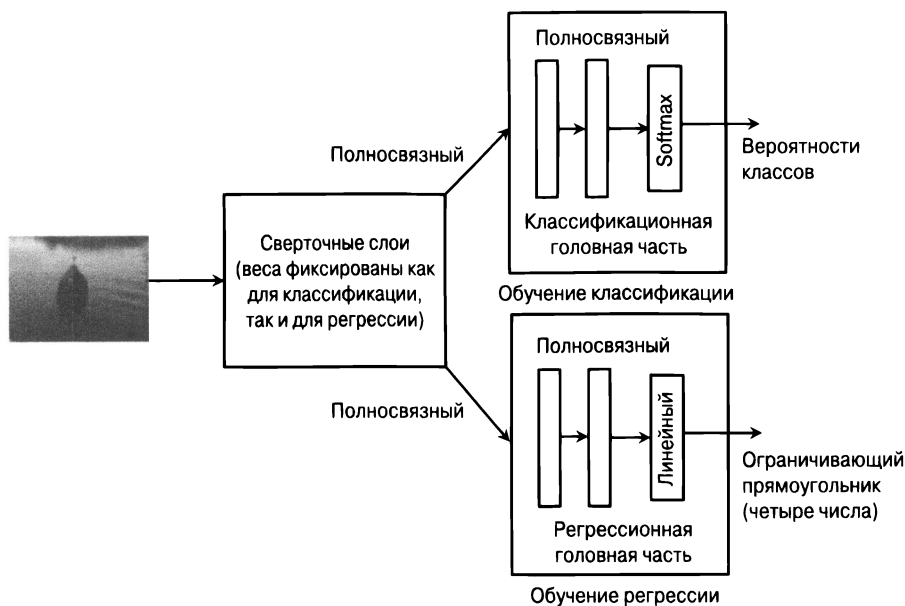 Полносвязный
Softmax
Классификационная
головная часть
Вероятности
классов
Обучение классификации
Полносвязный
Сверточные слои
(веса фиксированы как
для классификации,
так и для регрессии)
Полносвязный
Полносвязный
Линейный
Регрессионная
головная часть
Ограничивающий
прямоугольник
(четыре числа)
Обучение регрессии